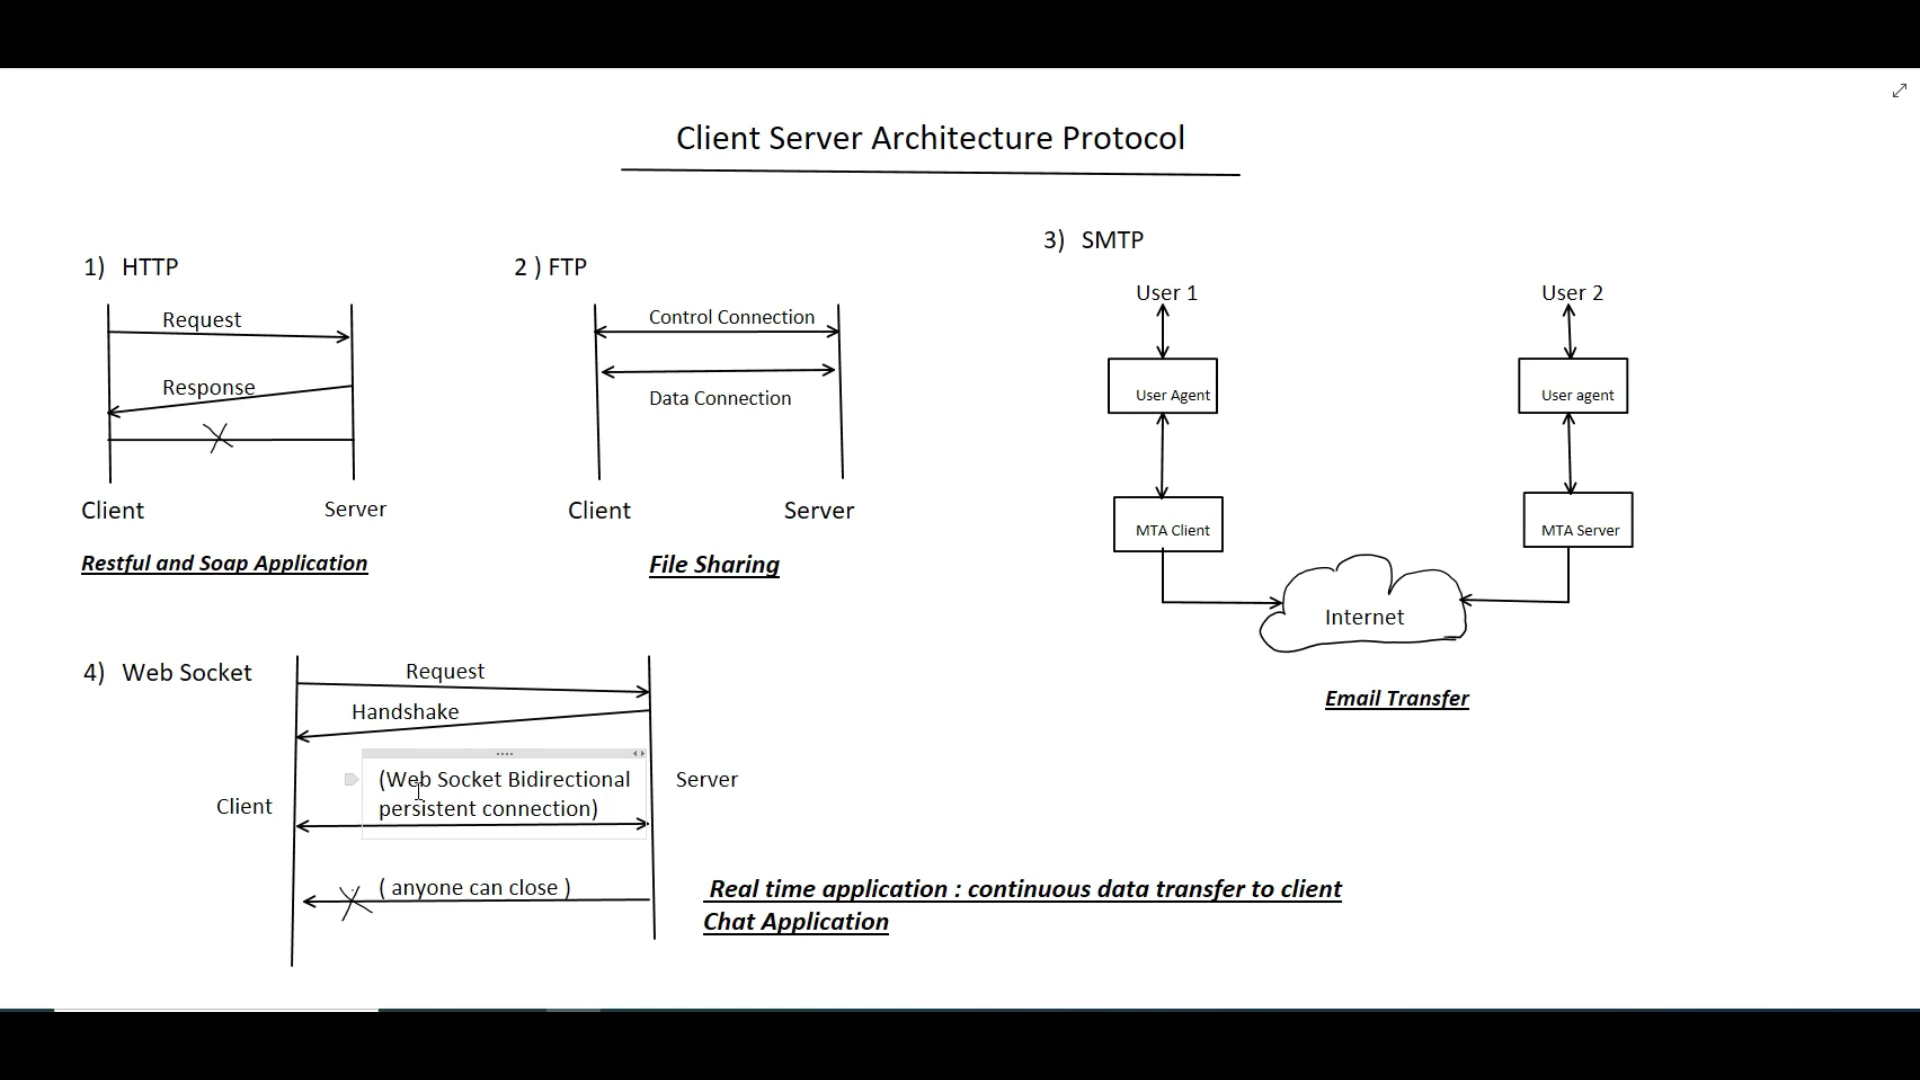 Client Server Architecture Protocol
1) HTTP
Request
Response
Client
Server
Restful and Soap Application
2 ) FTP
Control Connection
Data Connection
Client
Server
File Sharing
3) SMTP
User 1
User 2
User Agent
User agent
MTA Client
MTA Server
Internet
Email Transfer
4) Web Socket
Request
Handshake
(Web Socket Bidirectional
persistent connection)
Client
Server
( anyone can close )
Real time application : continuous data transfer to client
Chat Application